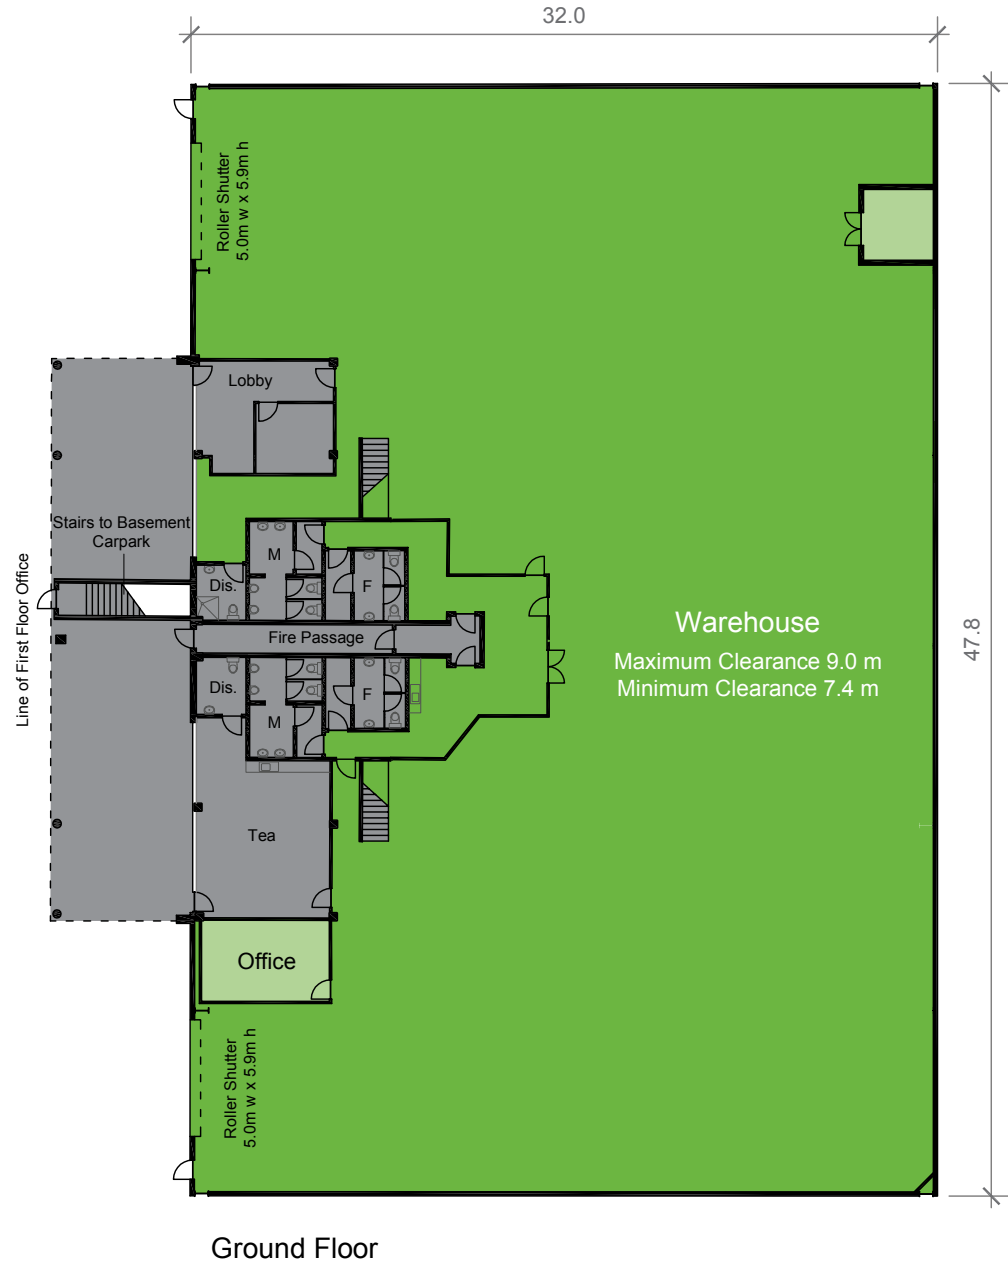 32.0
Roller Shutter
5.0m w x 5.9m h
Lobby
Stairs to Basement
Carpark
M
Dis.
F
Line of First Floor Office
Fire Passage
Warehouse
Maximum Clearance 9.0 m
Minimum Clearance 7.4 m
47.8
Dis.
F
M
Tea
Office
Roller Shutter
5.0m w x 5.9m h
Ground Floor